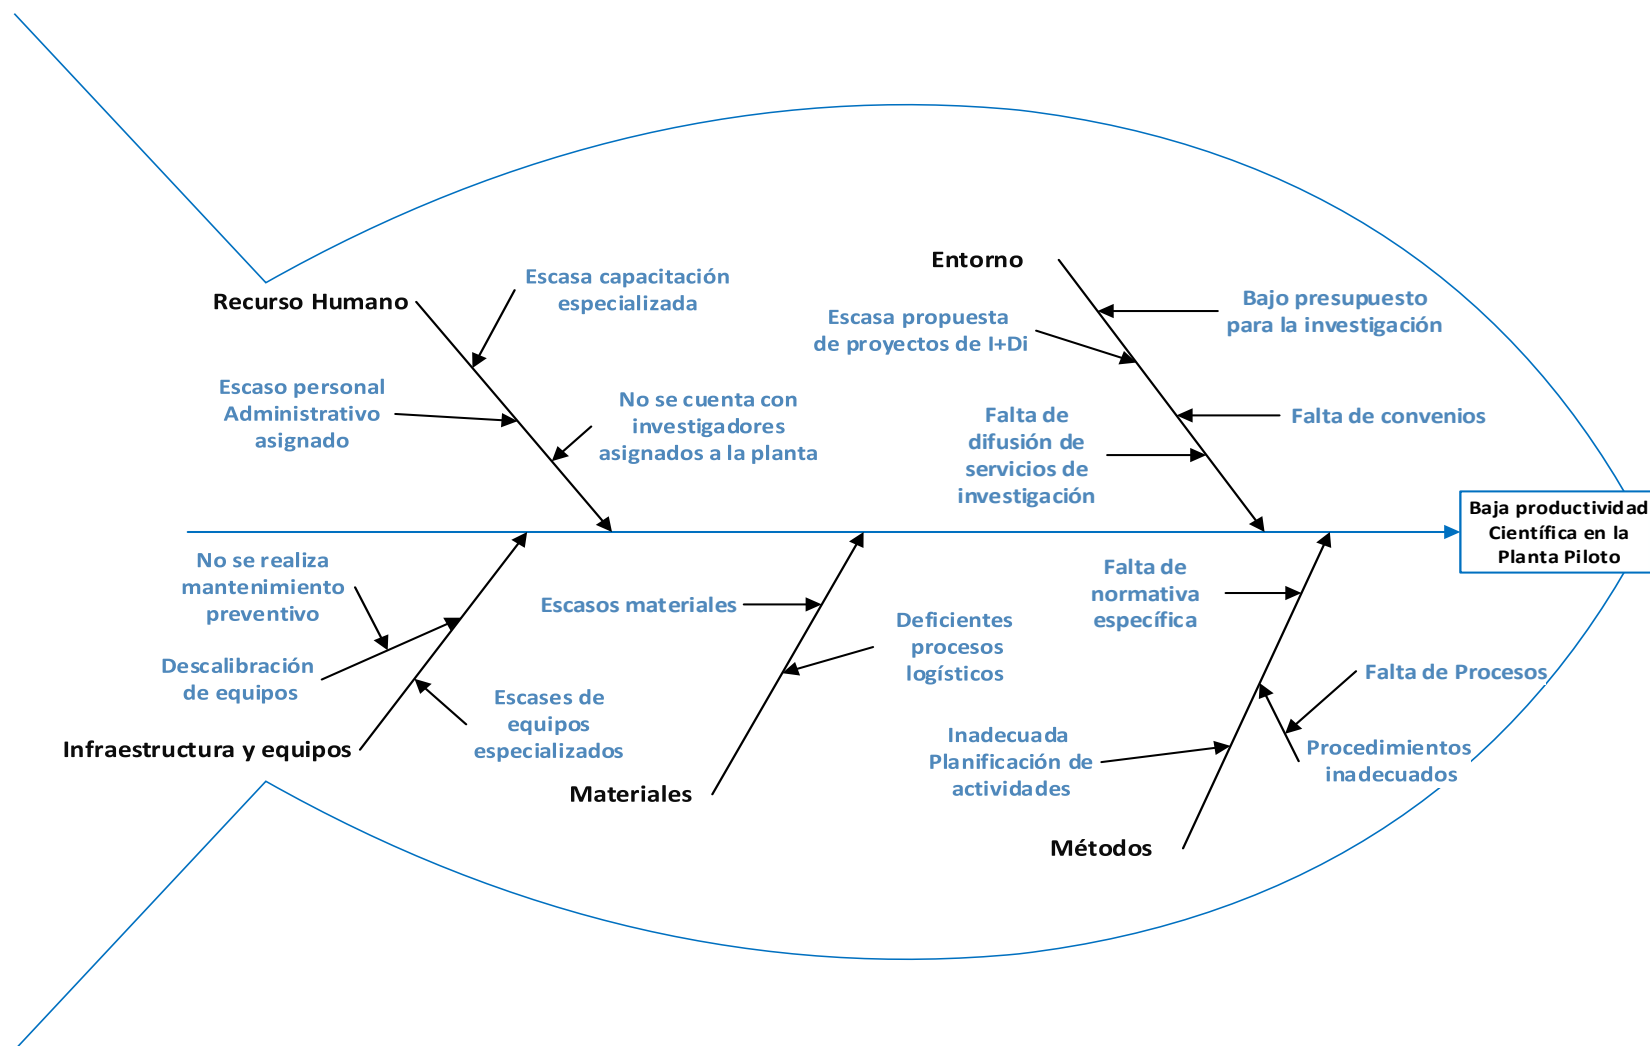 Recurso Humano
Escasa capacitación
especializada
Escaso personal
Administrativo
asignado
No se cuenta con
investigadores
asignados a la planta
Entorno
Bajo presupuesto
para la investigación
Escasa propuesta
de proyectos de I+Di
Falta de convenios
Falta de
difusión de
servicios de
investigación
Baja productividad
Científica en la
Planta Piloto
No se realiza
mantenimiento
preventivo
Descalibración
de equipos
Escases de
equipos
especializados
Infraestructura y equipos
Escasos materiales
Deficientes
procesos
logísticos
Materiales
Falta de
normativa
específica
Falta de Procesos
Procedimientos
inadecuados
Inadecuada
Planificación de
actividades
Métodos